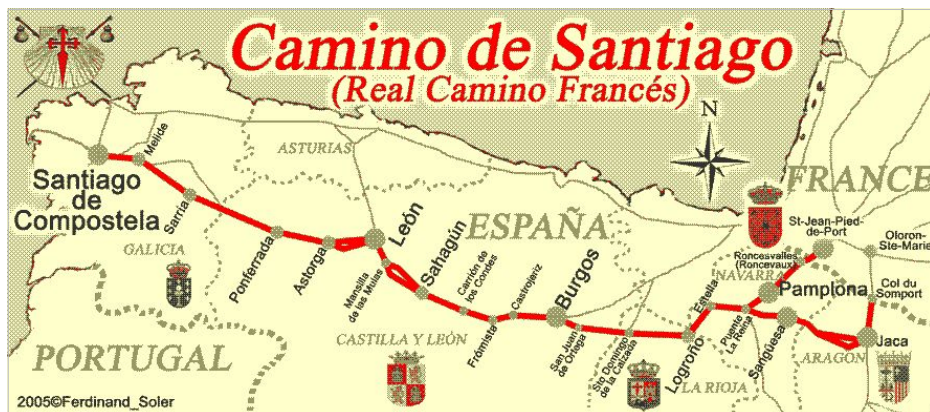 Camino de Santiago
(Real Camino Francés)
N
ASTURIAS
Melide
Santiago
de
Compostela
Sarria
GALICIA
Ponferrada
Astorga
León
Mansilla
de las Mulas
Sahagún
ESPAÑA
Carrión de
los Condes
Frómista
Castrojeriz
Burgos
San Juan
de Ortega
Sto Domingo
de la Calzada
Logroño
LA RIOJA
Estella
Puente
La Reina
FRANCE
St-Jean-Pied-
de-Port
Oloron-
Ste-Marie
Roncesvalles
(Roncevaux)
NAVARRA
Pamplona
Col du
Somport
Sanguesa
Jaca
ARAGON
CASTILLA Y LEÓN
PORTUGAL
2005©Ferdinand_Soler